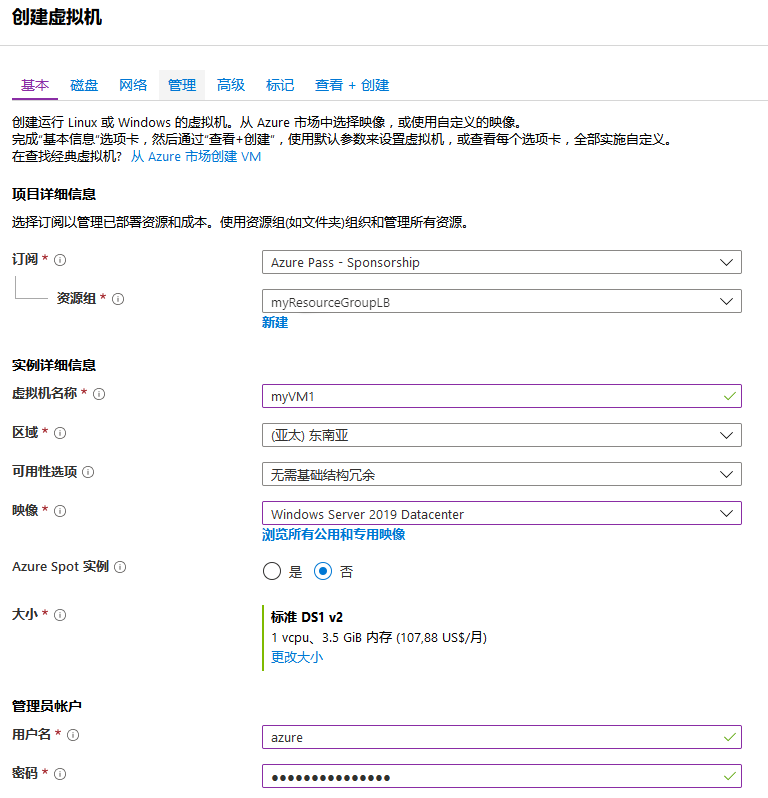 创建虚拟机
基本 磁盘 网络 管理 高级 标记 查看 + 创建
创建运行 Linux 或 Windows 的虚拟机。从 Azure 市场中选择映像，或使用自定义的映像。
完成“基本信息”选项卡，然后通过“查看+创建”，使用默认参数来设置虚拟机，或查看每个选项卡，全部实施自定义。
在查找经典虚拟机? 从 Azure 市场创建 VM
项目详细信息
选择订阅以管理已部署资源和成本。使用资源组(如文件夹)组织和管理所有资源。
订阅 * Azure Pass - Sponsorship
资源组 * myResourceGroupLB
新建
实例详细信息
虚拟机名称 * myVM1
区域 * (亚太) 东南亚
可用性选项 无需基础结构冗余
映像 * Windows Server 2019 Datacenter
浏览所有公用和专用映像
Azure Spot 实例 是 否
大小 * 标准 DS1 v2
1 vcpu、3.5 GiB 内存 (107,88 US$/月)
更改大小
管理员帐户
用户名 * azure
密码 * ●●●●●●●●●●●●●●●